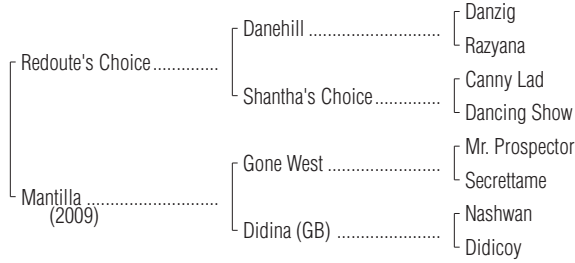 Danzig
Danehill
Razyana
Redoute's Choice
Canny Lad
Shantha's Choice
Dancing Show
Mr. Prospector
Gone West
Secrettame
Mantilla
(2009)
Nashwan
Didina (GB)
Didicoy